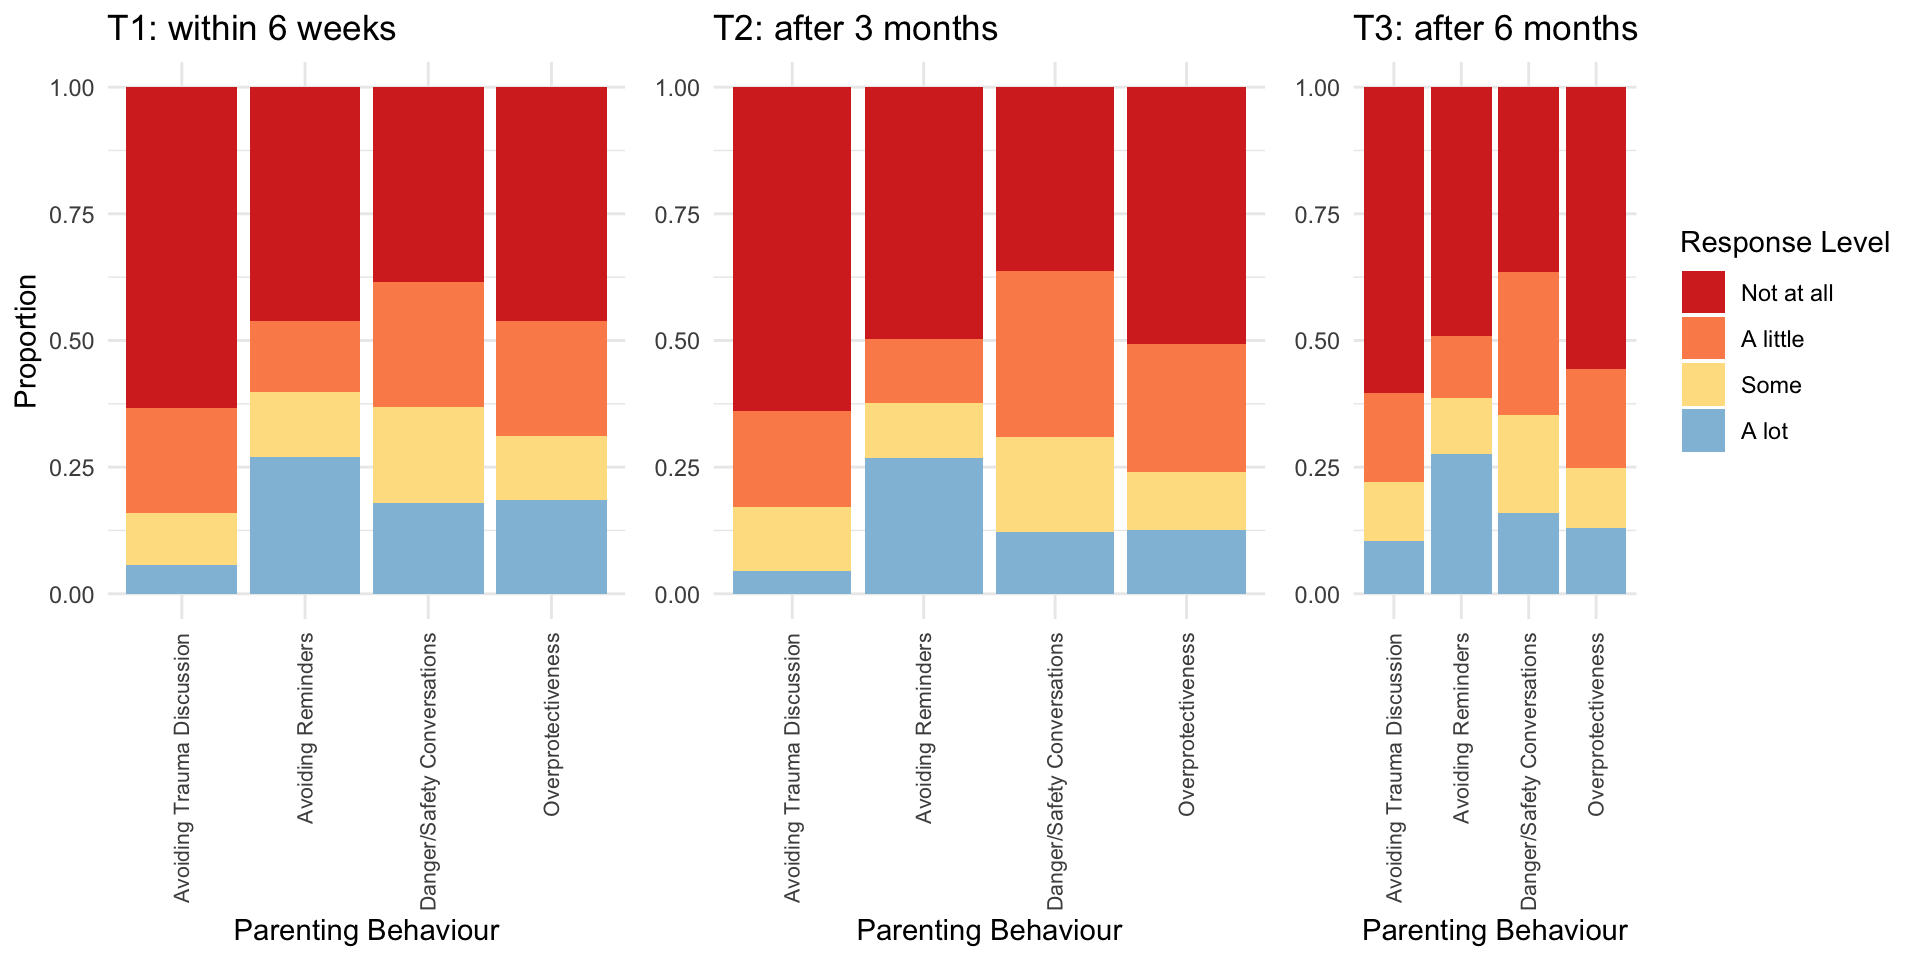 T1: within 6 weeks
T2: after 3 months
T3: after 6 months
Proportion
1.00
0.75
0.50
0.25
0.00
Avoiding Trauma Discussion
Avoiding Reminders
Danger/Safety Conversations
Overprotectiveness
Parenting Behaviour
1.00
0.75
0.50
0.25
0.00
Avoiding Trauma Discussion
Avoiding Reminders
Danger/Safety Conversations
Overprotectiveness
Parenting Behaviour
1.00
0.75
0.50
0.25
0.00
Avoiding Trauma Discussion
Avoiding Reminders
Danger/Safety Conversations
Overprotectiveness
Parenting Behaviour
Response Level
Not at all
A little
Some
A lot